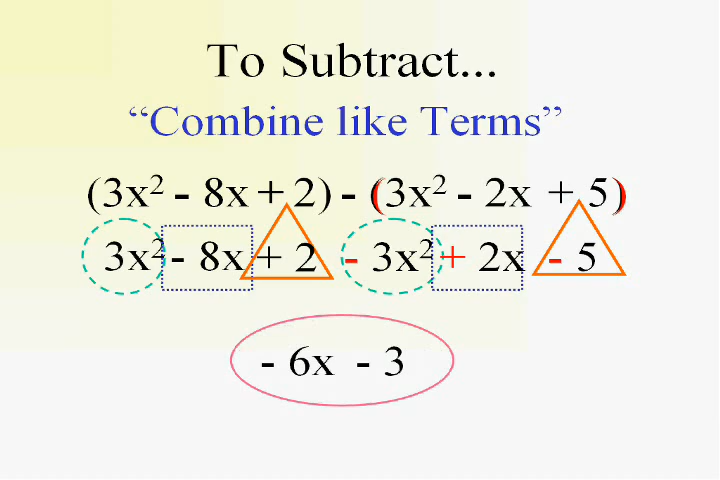 To Subtract...
“Combine like Terms”
(3x² - 8x + 2) - (3x² - 2x + 5)
3x² - 8x + 2 - 3x² + 2x - 5
- 6x - 3